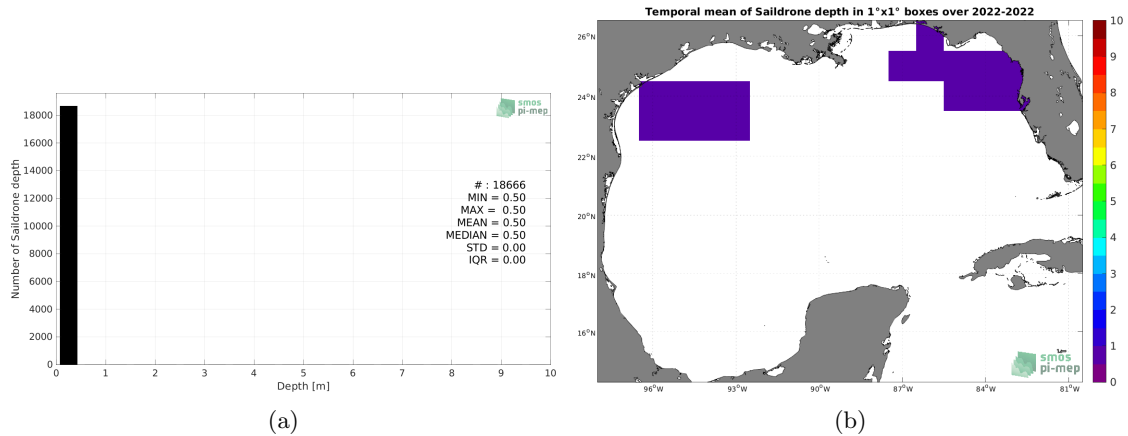 Number of Saildrone depth
18000
16000
14000
12000
10000
8000
6000
4000
2000
0
smos
pi-mep
# : 18666
MIN = 0.50
MAX = 0.50
MEAN = 0.50
MEDIAN = 0.50
STD = 0.00
IQR = 0.00
1
2
3
4
5
6
7
8
9
10
Depth [m]
(a)
Temporal mean of Saildrone depth in 1°x1° boxes over 2022-2022
26°N
24°N
22°N
20°N
18°N
16°N
96°W
93°W
90°W
87°W
84°W
81°W
smos
pi-mep
10
9
8
7
6
5
4
3
2
1
0
(b)